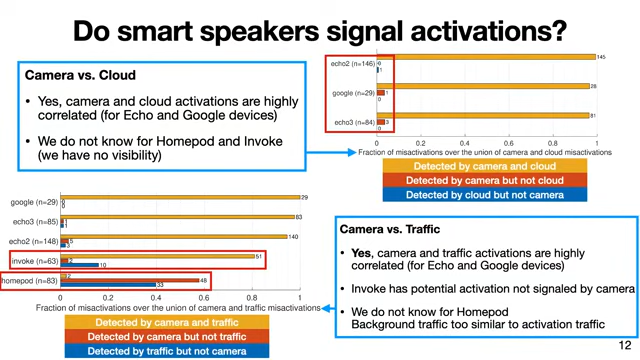 Do smart speakers signal activations?
Camera vs. Cloud
• Yes, camera and cloud activations are highly
correlated (for Echo and Google devices)
• We do not know for Homepod and Invoke
(we have no visibility)
echo2 (n=146)
145
0
1
google (n=29)
28
1
0
echo3 (n=84)
81
3
0
0 0.2 0.4 0.6 0.8 1
Fraction of misactivations over the union of camera and cloud misactivations
Detected by camera and cloud
Detected by camera but not cloud
Detected by cloud but not camera
google (n=29)
29
0
0
echo3 (n=85)
83
1
1
echo2 (n=148)
140
5
3
invoke (n=63)
51
2
10
homepod (n=83)
2
48
33
0 0.2 0.4 0.6 0.8 1
Fraction of misactivations over the union of camera and traffic misactivations
Detected by camera and traffic
Detected by camera but not traffic
Detected by traffic but not camera
Camera vs. Traffic
• Yes, camera and traffic activations are highly
correlated (for Echo and Google devices)
• Invoke has potential activation not signaled by camera
• We do not know for Homepod
Background traffic too similar to activation traffic
12